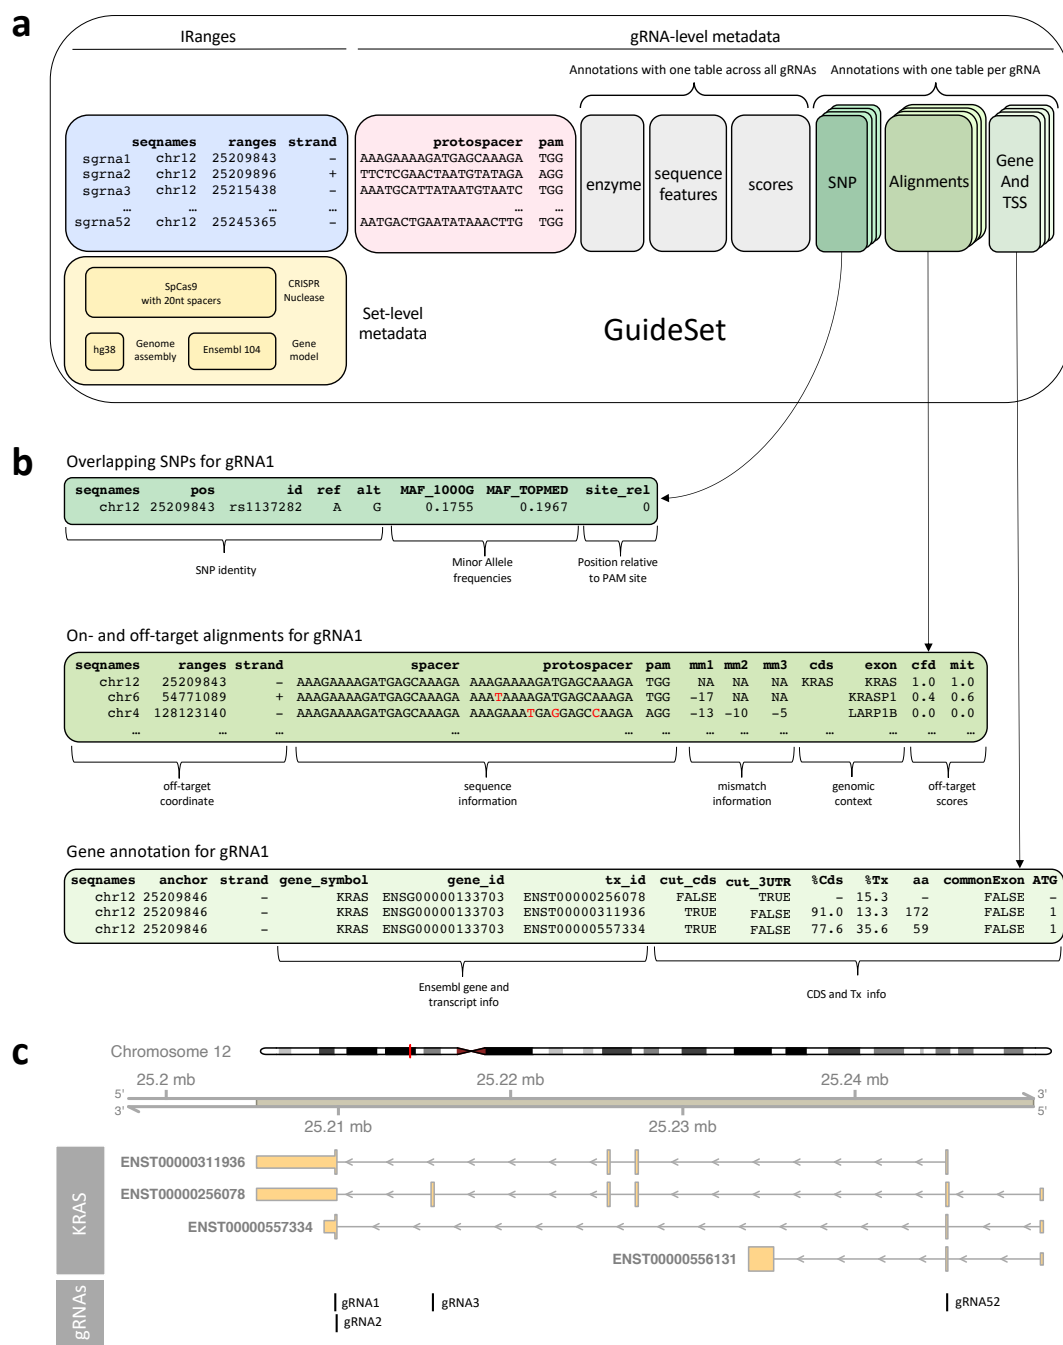 a
IRanges
gRNA-level metadata
Annotations with one table across all gRNAs
Annotations with one table per gRNA
seqnames ranges strand
sgrna1 chr12 25209843 −
sgrna2 chr12 25209896 +
sgrna3 chr12 25215438 −
… … … …
sgrna52 chr12 25245365 −
protospacer pam
AAAGAAAAGATGAGCAAAGA TGG
TTCTCGAACTAATGTATAGA AGG
AAATGCATTATAATGTAATC TGG
… …
AATGACTGAATATAAACTTG TGG
enzyme
sequence
features
scores
SNP
Alignments
Gene
And
TSS
SpCas9
with 20nt spacers
CRISPR
Nuclease
hg38
Genome
assembly
Ensembl 104
Gene
model
Set-level
metadata
GuideSet
b
Overlapping SNPs for gRNA1
seqnames pos id ref alt MAF_1000G MAF_TOPMED site_rel
chr12 25209843 rs1137282 A G 0.1755 0.1967 0
SNP identity
Minor Allele
frequencies
Position relative
to PAM site
On- and off-target alignments for gRNA1
seqnames ranges strand spacer protospacer pam mm1 mm2 mm3 cds exon cfd mit
chr12 25209843 − AAAGAAAAGATGAGCAAAGA AAAGAAAAGATGAGCAAAGA TGG NA NA NA KRAS KRAS 1.0 1.0
chr6 54771089 + AAAGAAAAGATGAGCAAAGA AAATAAAAGATGAGCAAAGA TGG −17 NA NA KRASP1 0.4 0.6
chr4 128123140 − AAAGAAAAGATGAGCAAAGA AAAGAAATGAGGAGCCAAGA AGG −13 −10 −5 LARP1B 0.0 0.0
… … … … … … … … … … … …
off-target
coordinate
sequence
information
mismatch
information
genomic
context
off-target
scores
Gene annotation for gRNA1
seqnames anchor strand gene_symbol gene_id tx_id cut_cds cut_3UTR %Cds %Tx aa commonExon ATG
chr12 25209846 − KRAS ENSG00000133703 ENST00000256078 FALSE TRUE − 15.3 − FALSE −
chr12 25209846 − KRAS ENSG00000133703 ENST00000311936 TRUE FALSE 91.0 13.3 172 FALSE 1
chr12 25209846 − KRAS ENSG00000133703 ENST00000557334 TRUE FALSE 77.6 35.6 59 FALSE 1
Ensembl gene and
transcript info
CDS and Tx info
c
Chromosome 12
25.2 mb 25.22 mb 25.24 mb
5' 3'
3' 5'
25.21 mb 25.23 mb
KRAS
ENST00000311936
ENST00000256078
ENST00000557334
ENST00000556131
gRNAs
gRNA1 gRNA3 gRNA52
gRNA2